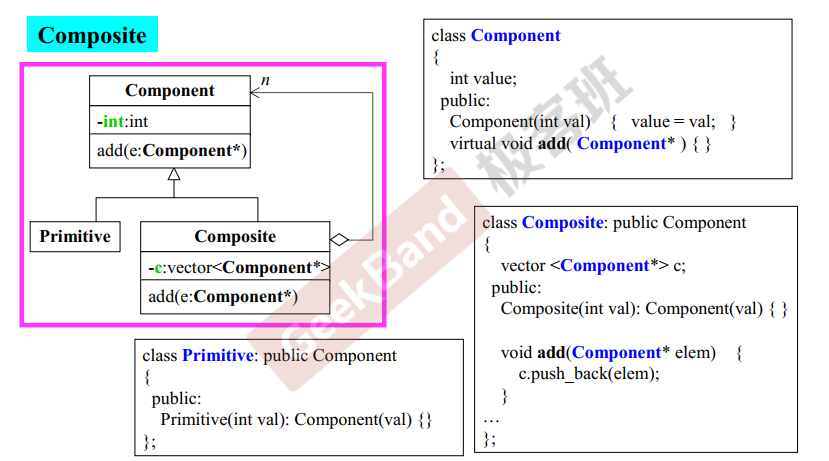 Composite
Component
n
-int:int
add(e:Component*)
Primitive
Composite
-c:vector<Component*>
add(e:Component*)
class Component
{
int value;
public:
Component(int val) { value = val; }
virtual void add( Component* ) { }
};
class Composite: public Component
{
vector <Component*> c;
public:
Composite(int val): Component(val) { }
void add(Component* elem) {
c.push_back(elem);
}
…
};
class Primitive: public Component
{
public:
Primitive(int val): Component(val) {}
};
GeekBand 极客班